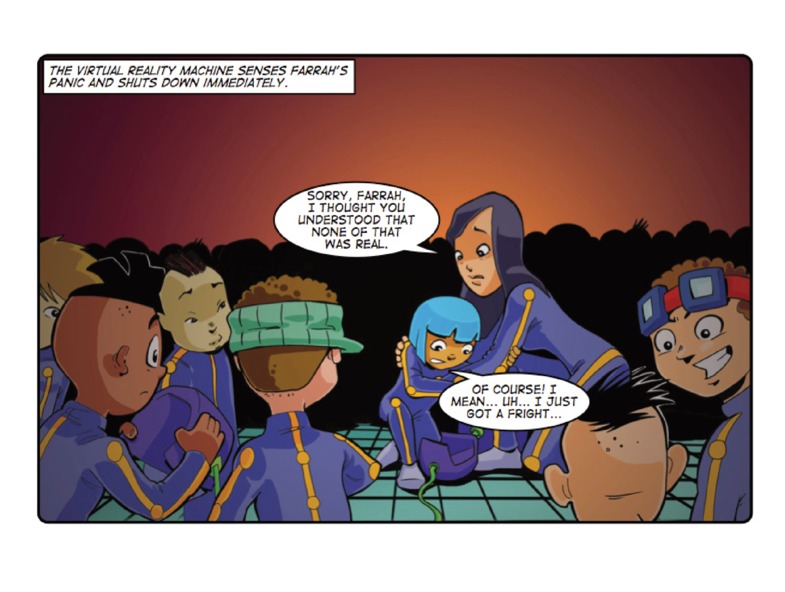 THE VIRTUAL REALITY MACHINE SENSES FARRAH'S
PANIC AND SHUTS DOWN IMMEDIATELY.
SORRY, FARRAH,
I THOUGHT YOU
UNDERSTOOD THAT
NONE OF THAT
WAS REAL.
OF COURSE! I
MEAN... UH... I JUST
GOT A FRIGHT...